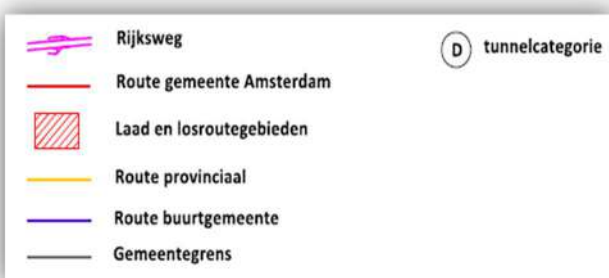 Rijksweg
D tunnelcategorie
Route gemeente Amsterdam
Laad en losroutegebieden
Route provinciaal
Route buurtgemeente
Gemeentegrens